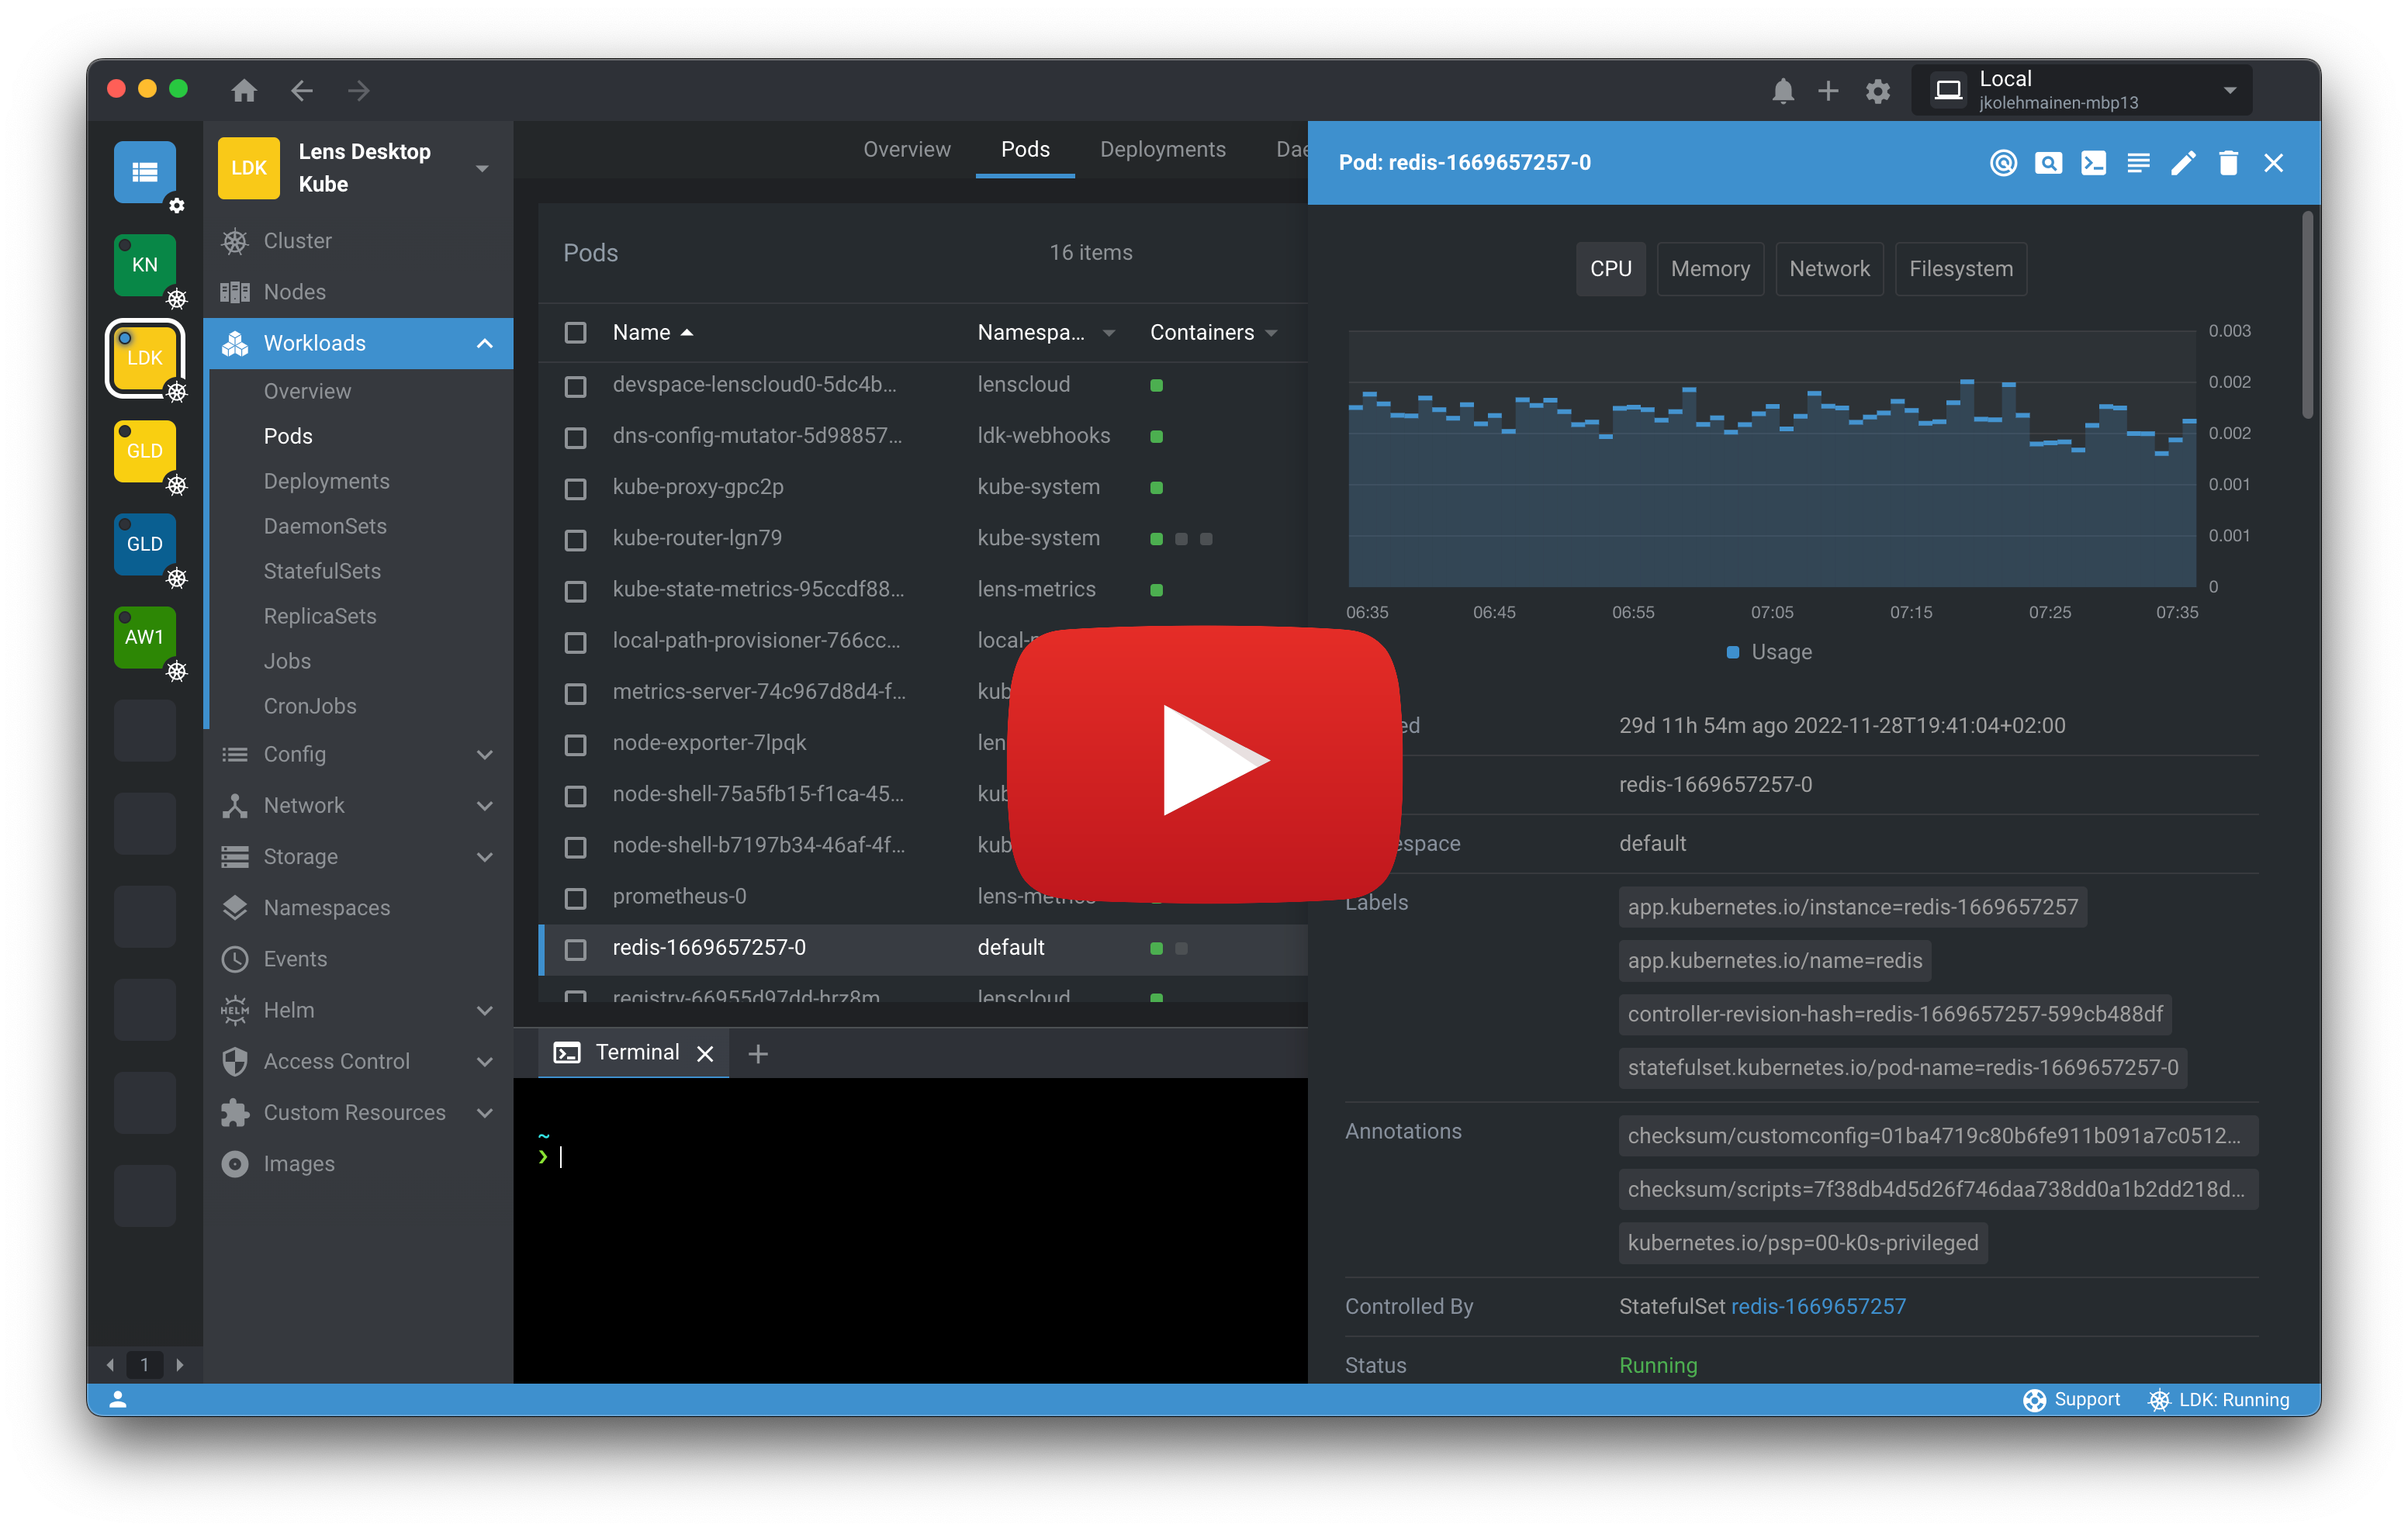 Local
jkolehmainen-mbp13
LDK
Lens Desktop
Kube
KN
LDK
GLD
GLD
AW1
1
Cluster
Nodes
Workloads
Overview
Pods
Deployments
DaemonSets
StatefulSets
ReplicaSets
Jobs
CronJobs
Config
Network
Storage
Namespaces
Events
HELM
Helm
Access Control
Custom Resources
Images
Overview Pods Deployments Dae
Pods 16 items
Name Namespa... Containers
devspace-lenscloud0-5dc4b... lenscloud
dns-config-mutator-5d98857... ldk-webhooks
kube-proxy-gpc2p kube-system
kube-router-lgn79 kube-system
kube-state-metrics-95ccdf88... lens-metrics
local-path-provisioner-766cc... local-
metrics-server-74c967d8d4-f... kub
node-exporter-7lpqk len
node-shell-75a5fb15-f1ca-45... kub
node-shell-b7197b34-46af-4f... kub
prometheus-0 lens-metrics
redis-1669657257-0 default
registry-66955d97dd-hrz8m lenscloud
Terminal
~
❯
Pod: redis-1669657257-0
CPU Memory Network Filesystem
0.003
0.002
0.002
0.001
0.001
0
06:35 06:45 06:55 07:05 07:15 07:25 07:35
Usage
ed 29d 11h 54m ago 2022-11-28T19:41:04+02:00
redis-1669657257-0
espace default
Labels app.kubernetes.io/instance=redis-1669657257
app.kubernetes.io/name=redis
controller-revision-hash=redis-1669657257-599cb488df
statefulset.kubernetes.io/pod-name=redis-1669657257-0
Annotations checksum/customconfig=01ba4719c80b6fe911b091a7c0512...
checksum/scripts=7f38db4d5d26f746daa738dd0a1b2dd218d...
kubernetes.io/psp=00-k0s-privileged
Controlled By StatefulSet redis-1669657257
Status Running
Support LDK: Running